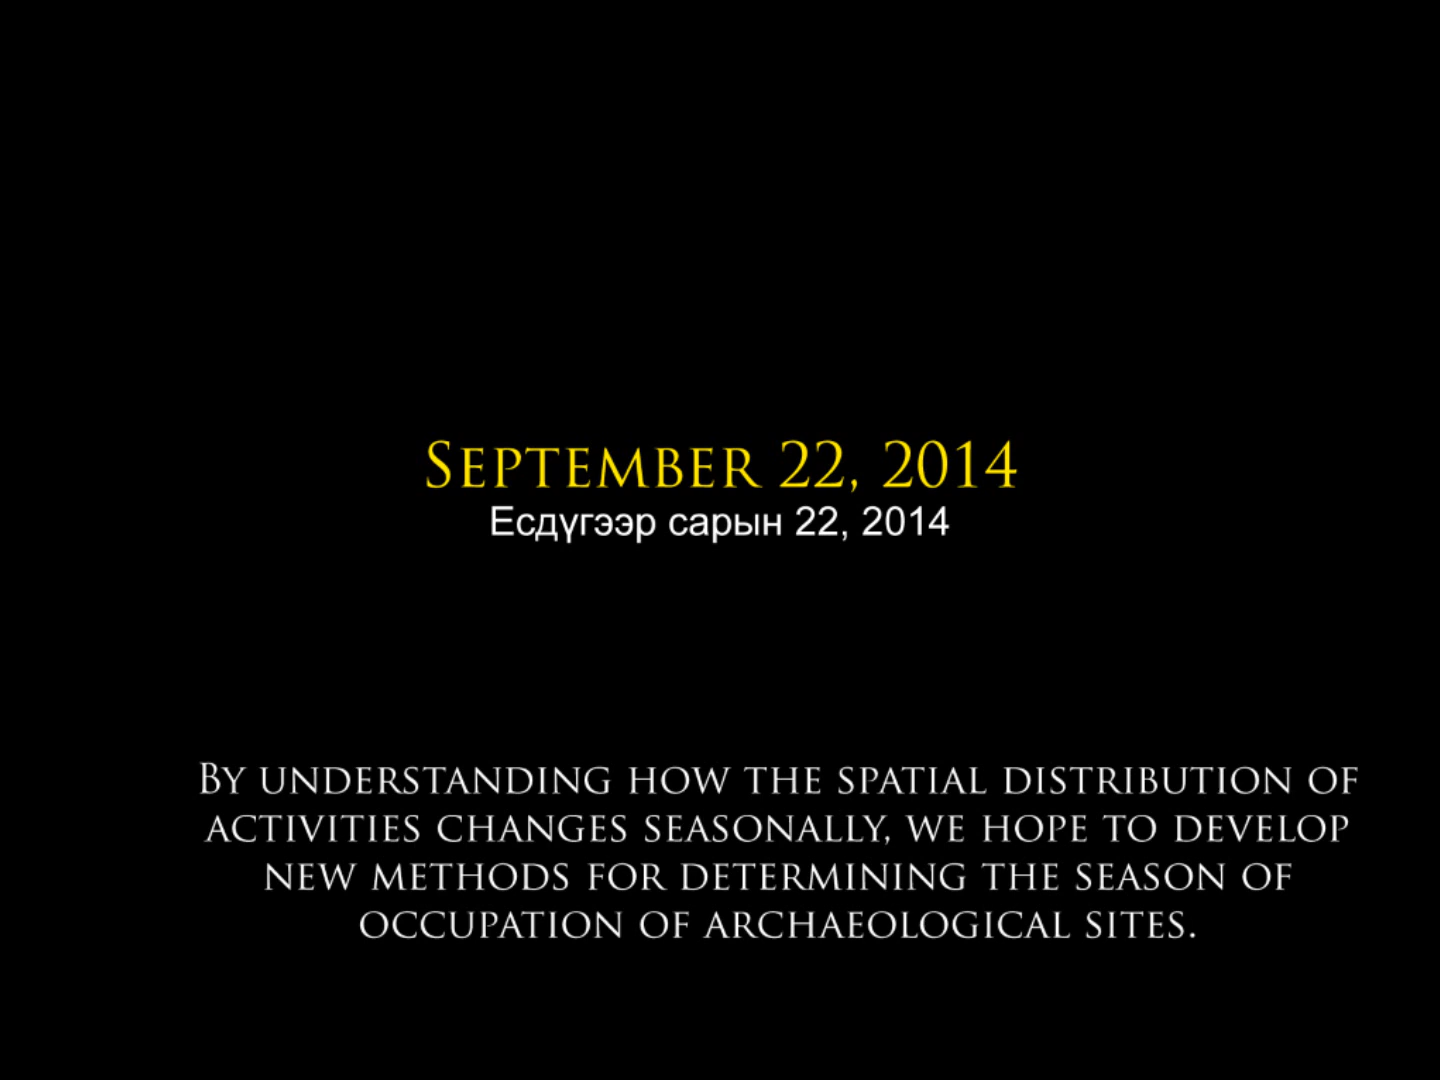 September 22, 2014
Есдүгээр сарын 22, 2014
By understanding how the spatial distribution of
activities changes seasonally, we hope to develop
new methods for determining the season of
occupation of archaeological sites.